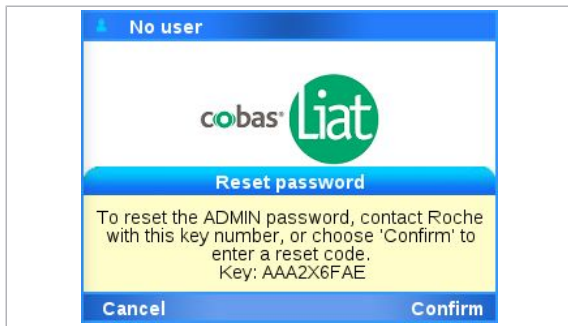 No user
cobas®
Liat
Reset password
To reset the ADMIN password, contact Roche
with this key number, or choose 'Confirm' to
enter a reset code.
Key: AAA2X6FAE
Cancel
Confirm